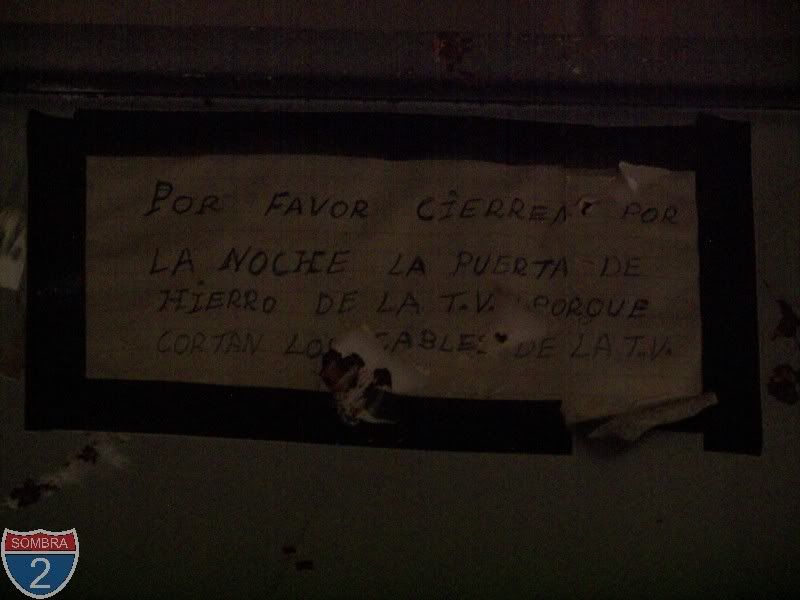 POR FAVOR CIERREN POR
LA NOCHE LA PUERTA DE
HIERRO DE LA T.V. PORQUE
CORTAN LOS CABLES DE LA T.V.
SOMBRA
2